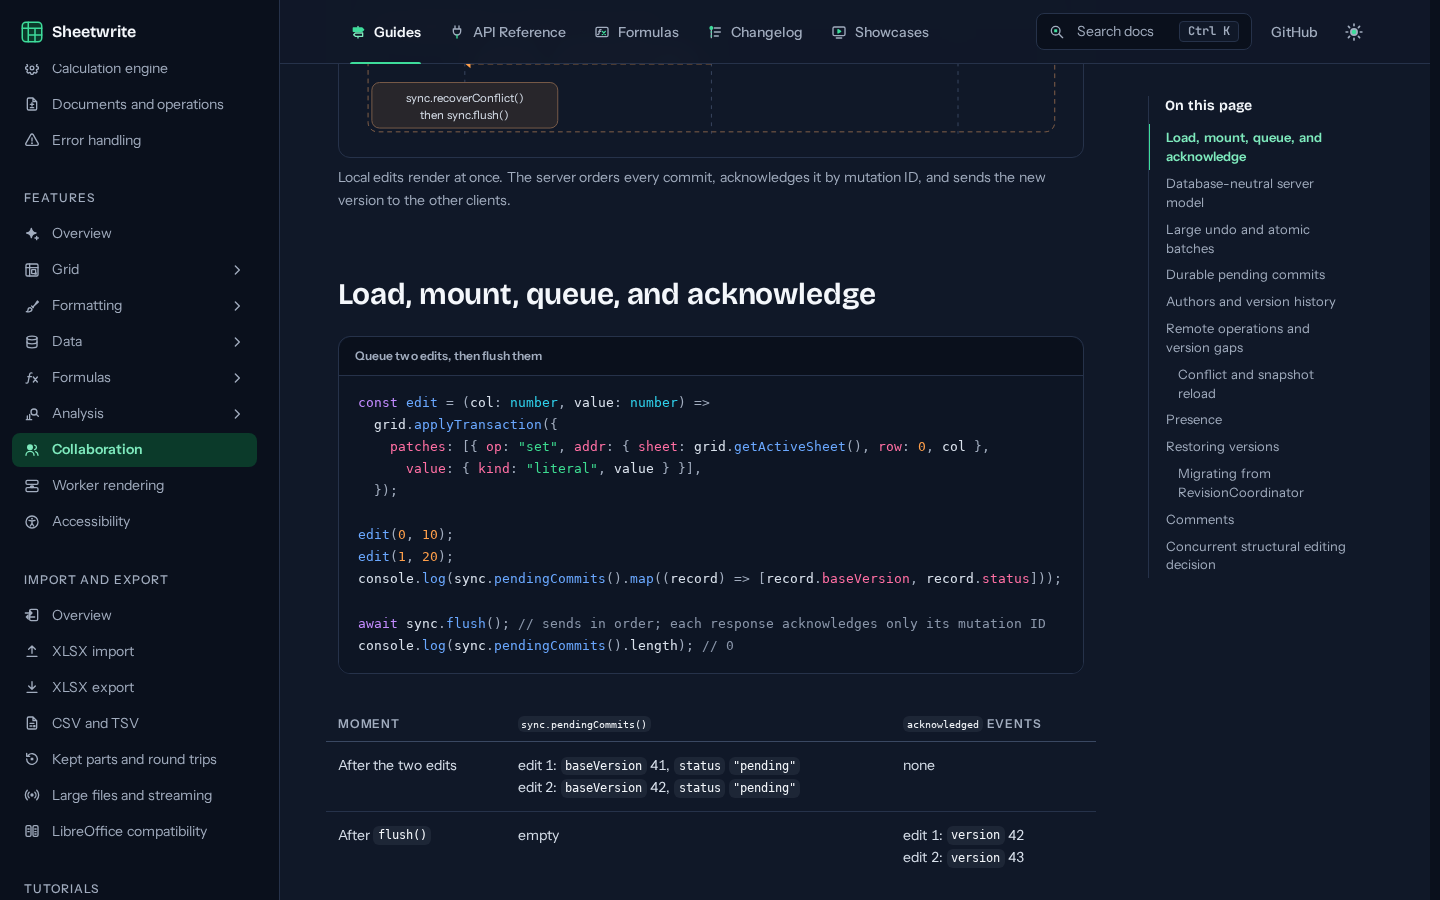 Sheetwrite
Guides
API Reference
Formulas
Changelog
Showcases
Search docs
Ctrl K
GitHub
Calculation engine
Documents and operations
Error handling
FEATURES
Overview
Grid
Formatting
Data
Formulas
Analysis
Collaboration
Worker rendering
Accessibility
IMPORT AND EXPORT
Overview
XLSX import
XLSX export
CSV and TSV
Kept parts and round trips
Large files and streaming
LibreOffice compatibility
TUTORIALS
sync.recoverConflict()
then sync.flush()
Local edits render at once. The server orders every commit, acknowledges it by mutation ID, and sends the new
version to the other clients.
Load, mount, queue, and acknowledge
Queue two edits, then flush them
const edit = (col: number, value: number) =>
  grid.applyTransaction({
    patches: [{ op: "set", addr: { sheet: grid.getActiveSheet(), row: 0, col },
      value: { kind: "literal", value } }],
  });
edit(0, 10);
edit(1, 20);
console.log(sync.pendingCommits().map((record) => [record.baseVersion, record.status]));
await sync.flush(); // sends in order; each response acknowledges only its mutation ID
console.log(sync.pendingCommits().length); // 0
MOMENT sync.pendingCommits() acknowledged EVENTS
After the two edits edit 1: baseVersion 41, status "pending" none
edit 2: baseVersion 42, status "pending"
After flush() empty edit 1: version 42
edit 2: version 43
On this page
Load, mount, queue, and
acknowledge
Database-neutral server
model
Large undo and atomic
batches
Durable pending commits
Authors and version history
Remote operations and
version gaps
Conflict and snapshot
reload
Presence
Restoring versions
Migrating from
RevisionCoordinator
Comments
Concurrent structural editing
decision